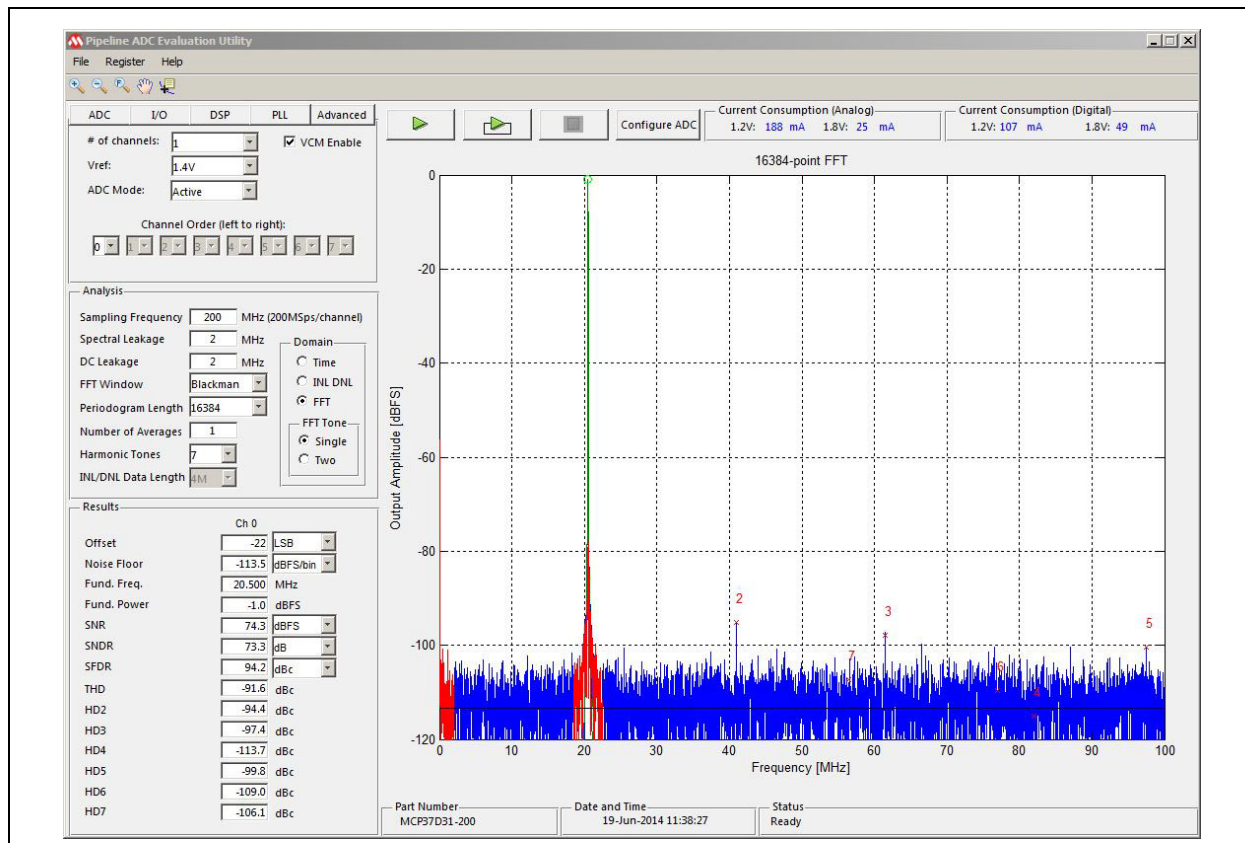 Pipeline ADC Evaluation Utility
File Register Help
ADC I/O DSP PLL Advanced
# of channels: 1
VCM Enable
Vref: 1.4V
ADC Mode: Active
Channel Order (left to right):
0 1 2 3 4 5 6 7
Configure ADC
Current Consumption (Analog)
1.2V: 188 mA 1.8V: 25 mA
Current Consumption (Digital)
1.2V: 107 mA 1.8V: 49 mA
Analysis
Sampling Frequency 200 MHz (200MSps/channel)
Spectral Leakage 2 MHz
DC Leakage 2 MHz
FFT Window Blackman
Periodogram Length 16384
Number of Averages 1
Harmonic Tones 7
INL/DNL Data Length 4M
Domain
Time
INL DNL
FFT
FFT Tone
Single
Two
Results
Ch 0
Offset -22 LSB
Noise Floor -113.5 dBFS/bin
Fund. Freq. 20.500 MHz
Fund. Power -1.0 dBFS
SNR 74.3 dBFS
SNDR 73.3 dB
SFDR 94.2 dBc
THD -91.6 dBc
HD2 -94.4 dBc
HD3 -97.4 dBc
HD4 -113.7 dBc
HD5 -99.8 dBc
HD6 -109.0 dBc
HD7 -106.1 dBc
16384-point FFT
Output Amplitude [dBFS]
0
-20
-40
-60
-80
-100
-120
2
3
5
7
6
4
0 10 20 30 40 50 60 70 80 90 100
Frequency [MHz]
Part Number
MCP37D31-200
Date and Time
19-Jun-2014 11:38:27
Status
Ready